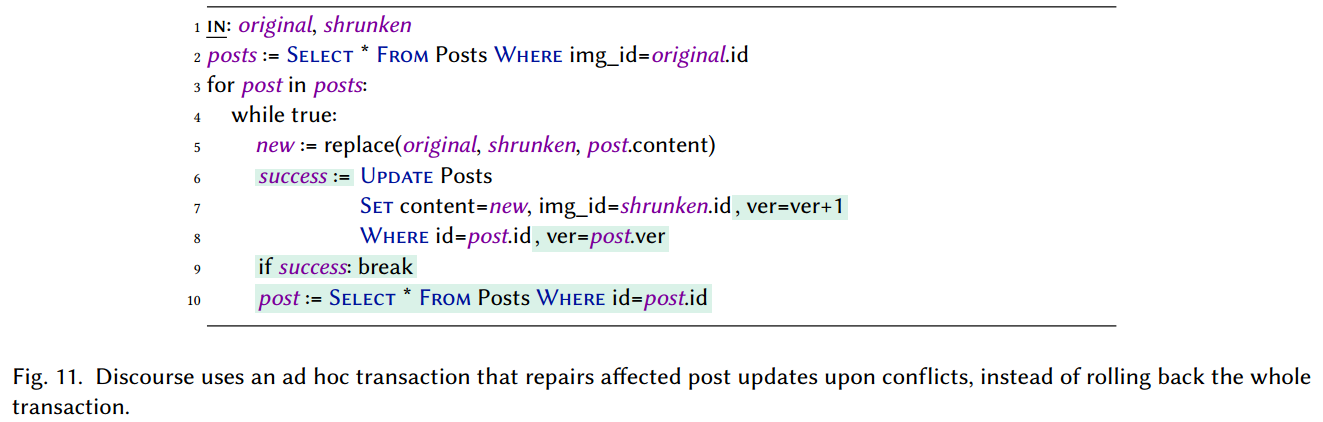 1 IN: original, shrunken
2 posts := SELECT * FROM Posts WHERE img_id=original.id
3 for post in posts:
4 while true:
5 new := replace(original, shrunken, post.content)
6 success := UPDATE Posts
7 SET content=new, img_id=shrunken.id, ver=ver+1
8 WHERE id=post.id, ver=post.ver
9 if success: break
10 post := SELECT * FROM Posts WHERE id=post.id
Fig. 11. Discourse uses an ad hoc transaction that repairs affected post updates upon conflicts, instead of rolling back the whole
transaction.